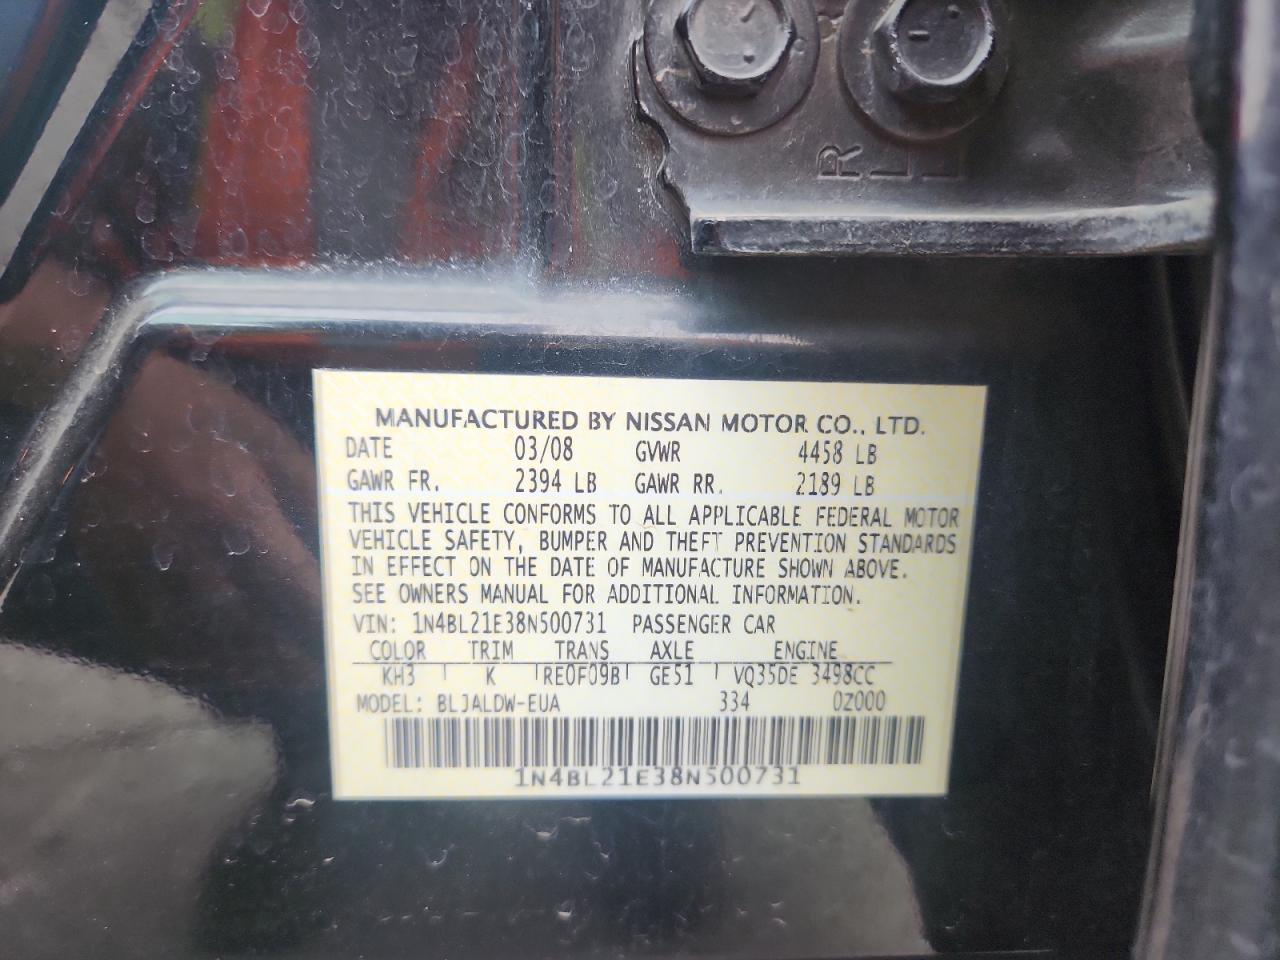 R L L
MANUFACTURED BY NISSAN MOTOR CO., LTD.
DATE 03/08 GVWR 4458 LB
GAWR FR. 2394 LB GAWR RR. 2189 LB
THIS VEHICLE CONFORMS TO ALL APPLICABLE FEDERAL MOTOR
VEHICLE SAFETY, BUMPER AND THEFT PREVENTION STANDARDS
IN EFFECT ON THE DATE OF MANUFACTURE SHOWN ABOVE.
SEE OWNERS MANUAL FOR ADDITIONAL INFORMATION.
VIN: 1N4BL21E38N500731 PASSENGER CAR
COLOR TRIM TRANS AXLE ENGINE
KH3 K RE0F09B GE51 VQ35DE 3498CC
MODEL: BLJALDW-EUA 334 0Z000
1N4BL21E38N500731